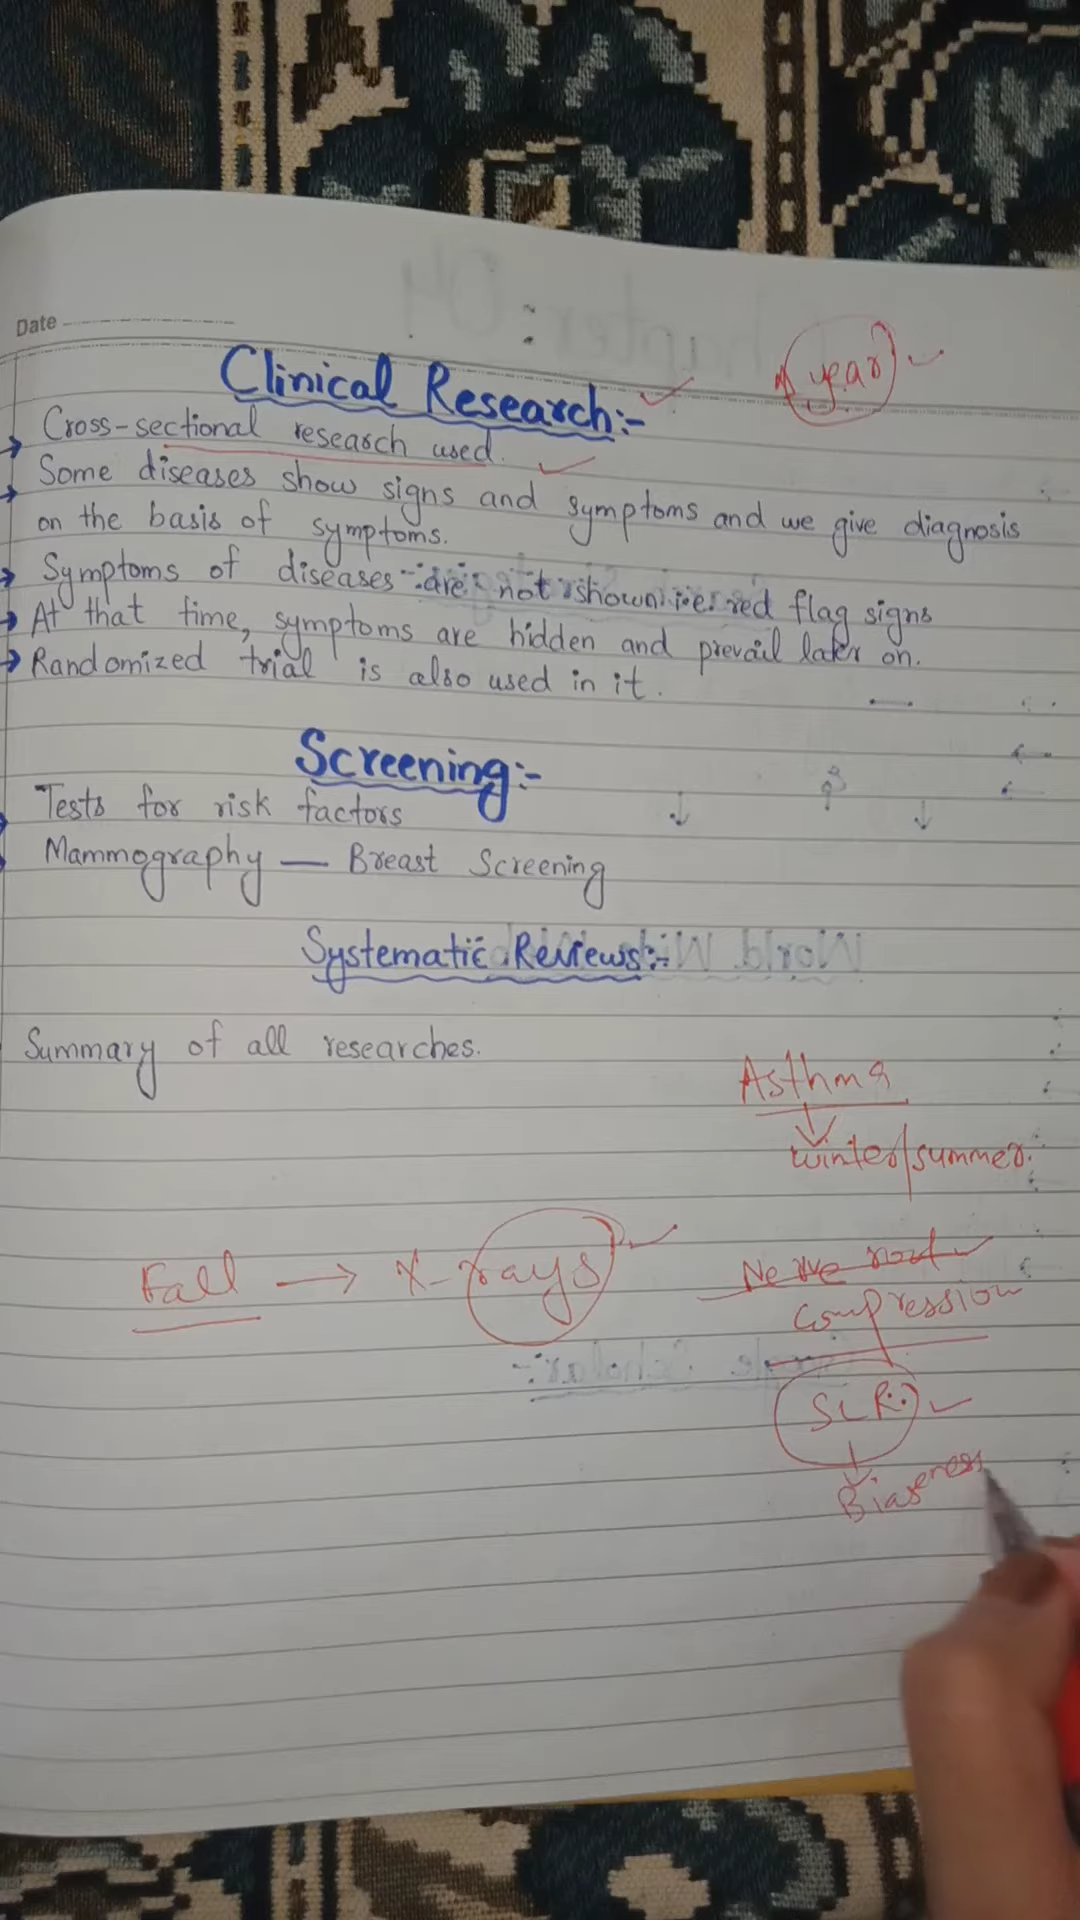 Date
year
Clinical Research:-
Cross-sectional research used.
Some diseases show signs and symptoms and we give diagnosis
on the basis of symptoms.
Symptoms of diseases are not shown i.e. red flag signs
At that time, symptoms are hidden and prevail later on.
Randomized trial is also used in it.
Screening:-
Tests for risk factors
Mammography — Breast Screening
Systematic Reviews:-
Summary of all researches.
Asthma
winter/summer.
Fall → X-rays
Nerve root
Compression
SLR
Biaseness